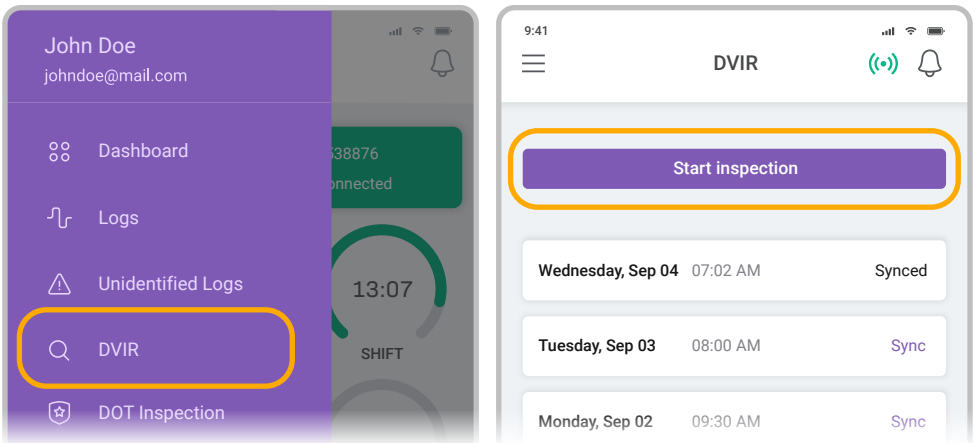 John Doe
johndoe@mail.com
Dashboard
Logs
Unidentified Logs
DVIR
DOT Inspection
38876
nnected
13:07
SHIFT
9:41
DVIR
Start inspection
Wednesday, Sep 04 07:02 AM Synced
Tuesday, Sep 03 08:00 AM Sync
Monday, Sep 02 09:30 AM Sync